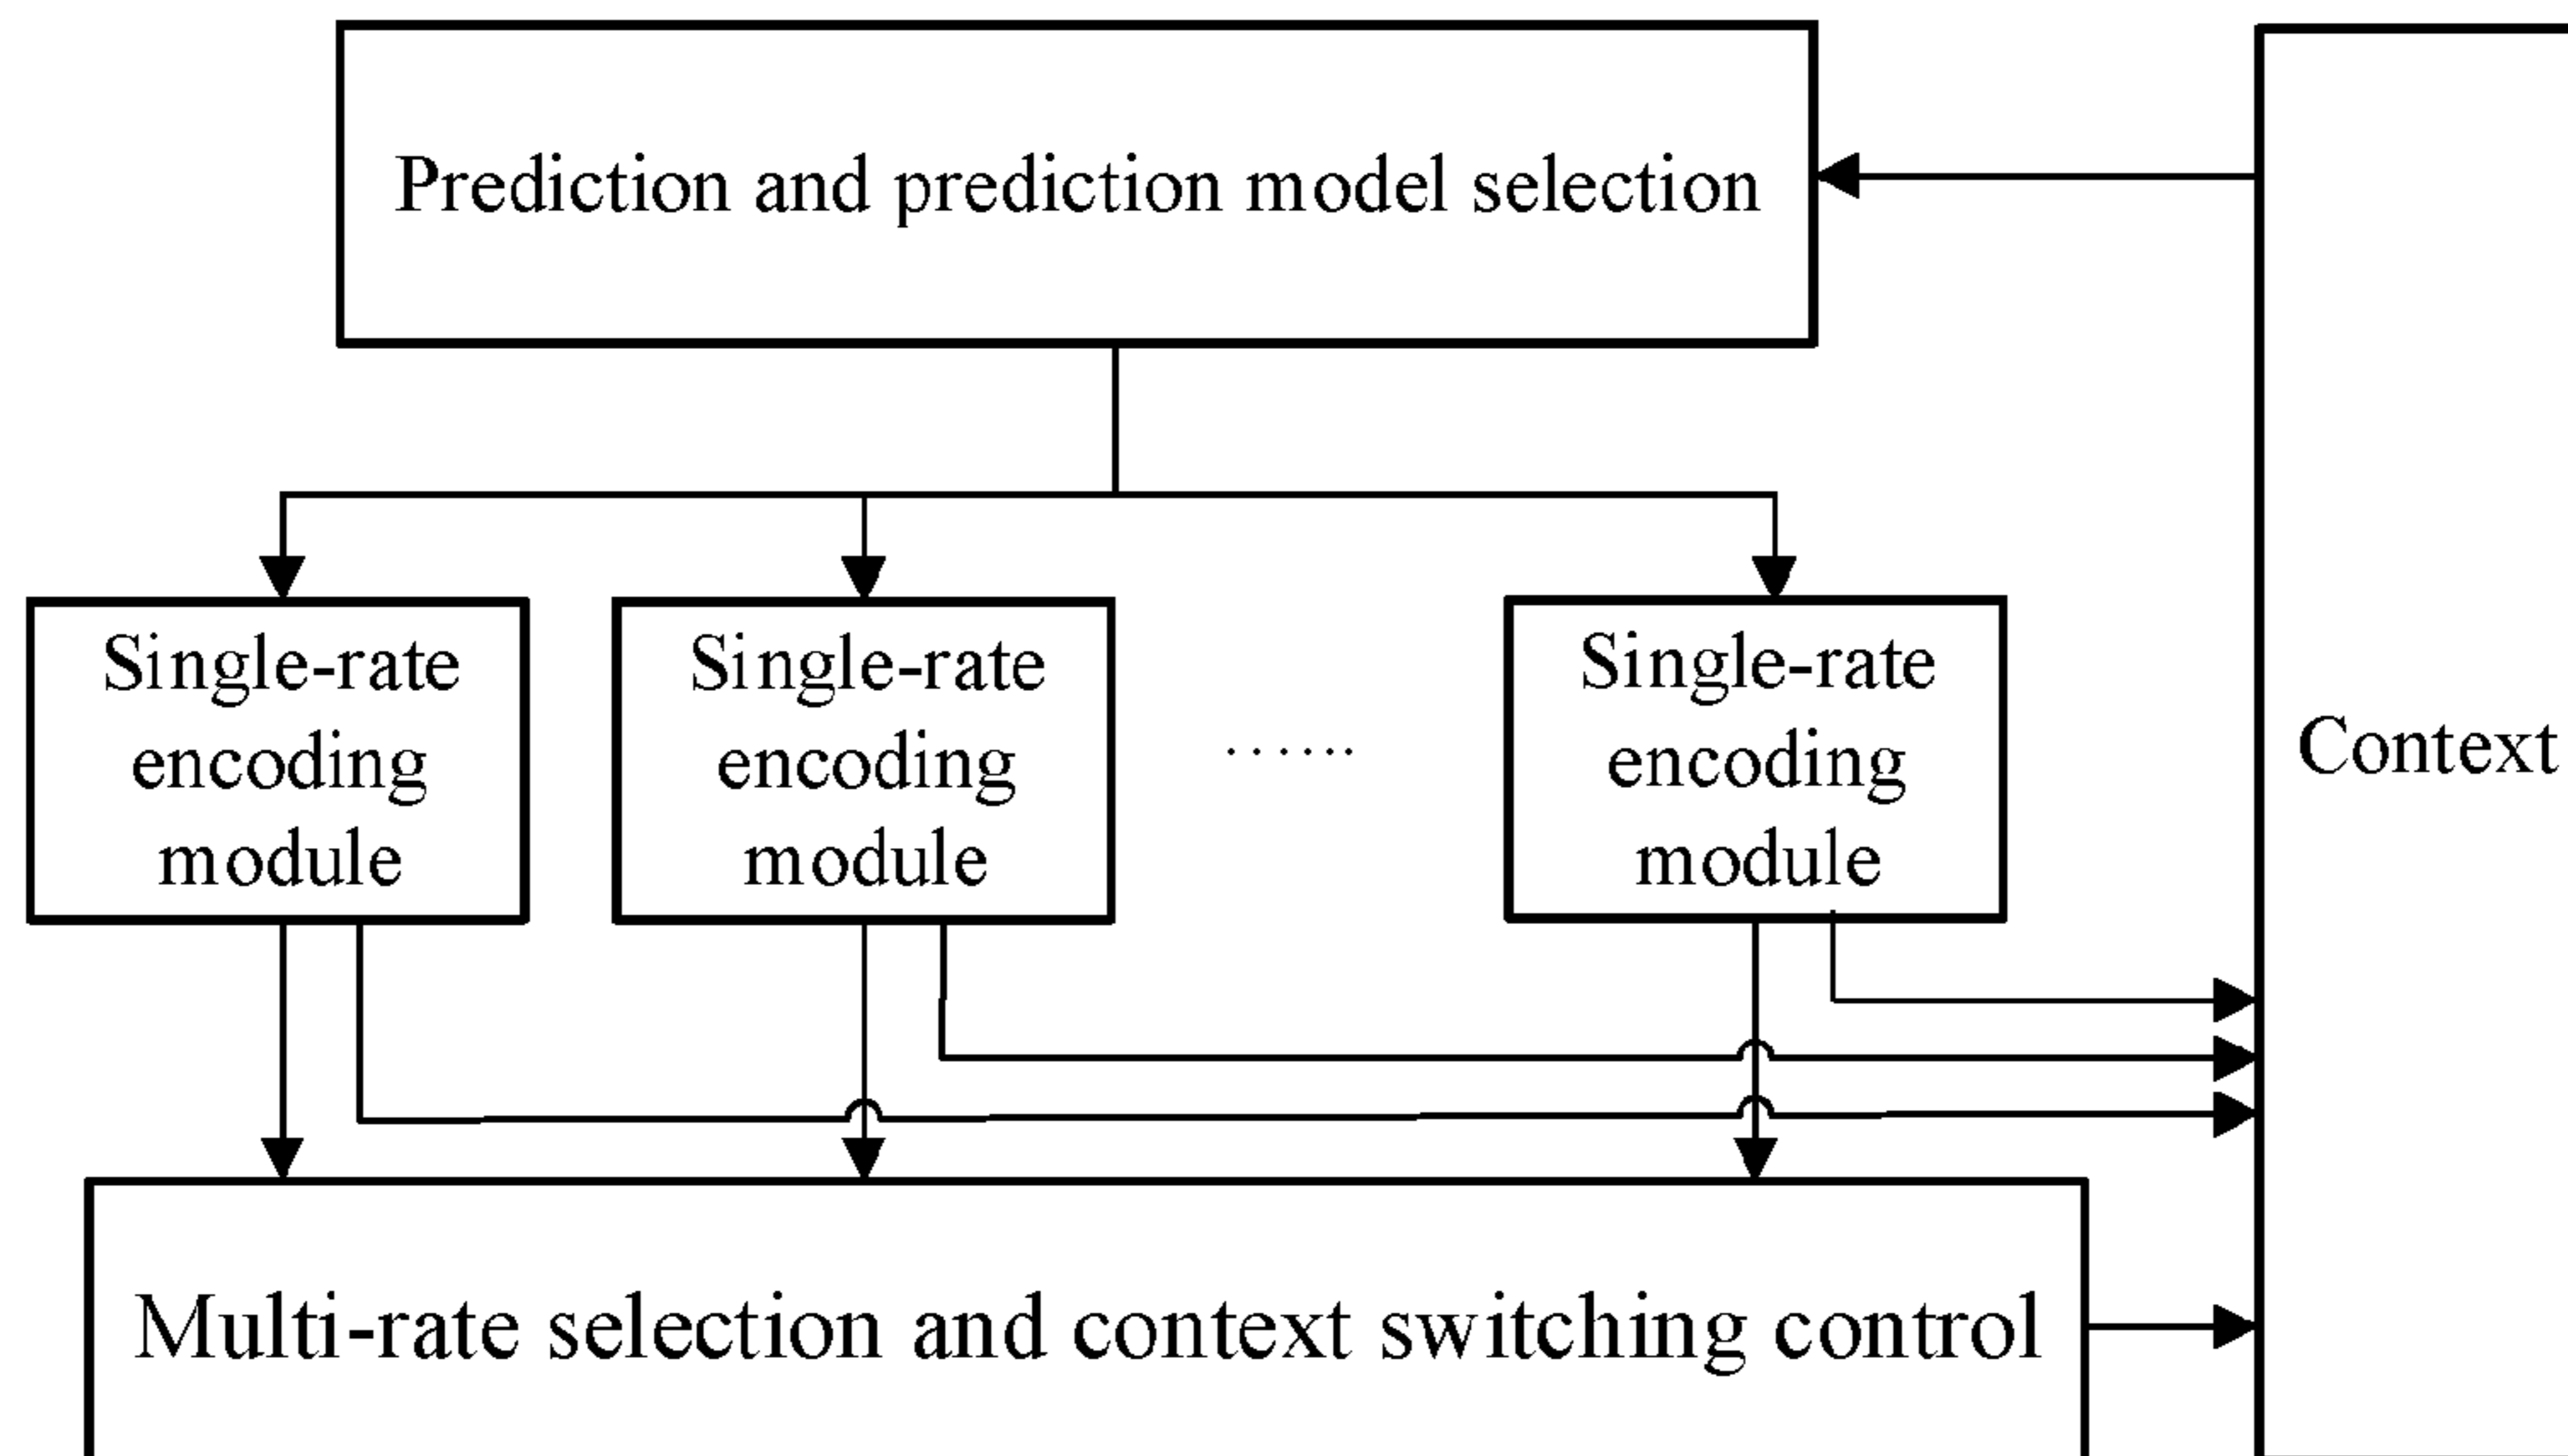 Prediction and prediction model selection
Single-rate
encoding
module
Single-rate
encoding
module
......
Single-rate
encoding
module
Context
Multi-rate selection and context switching control